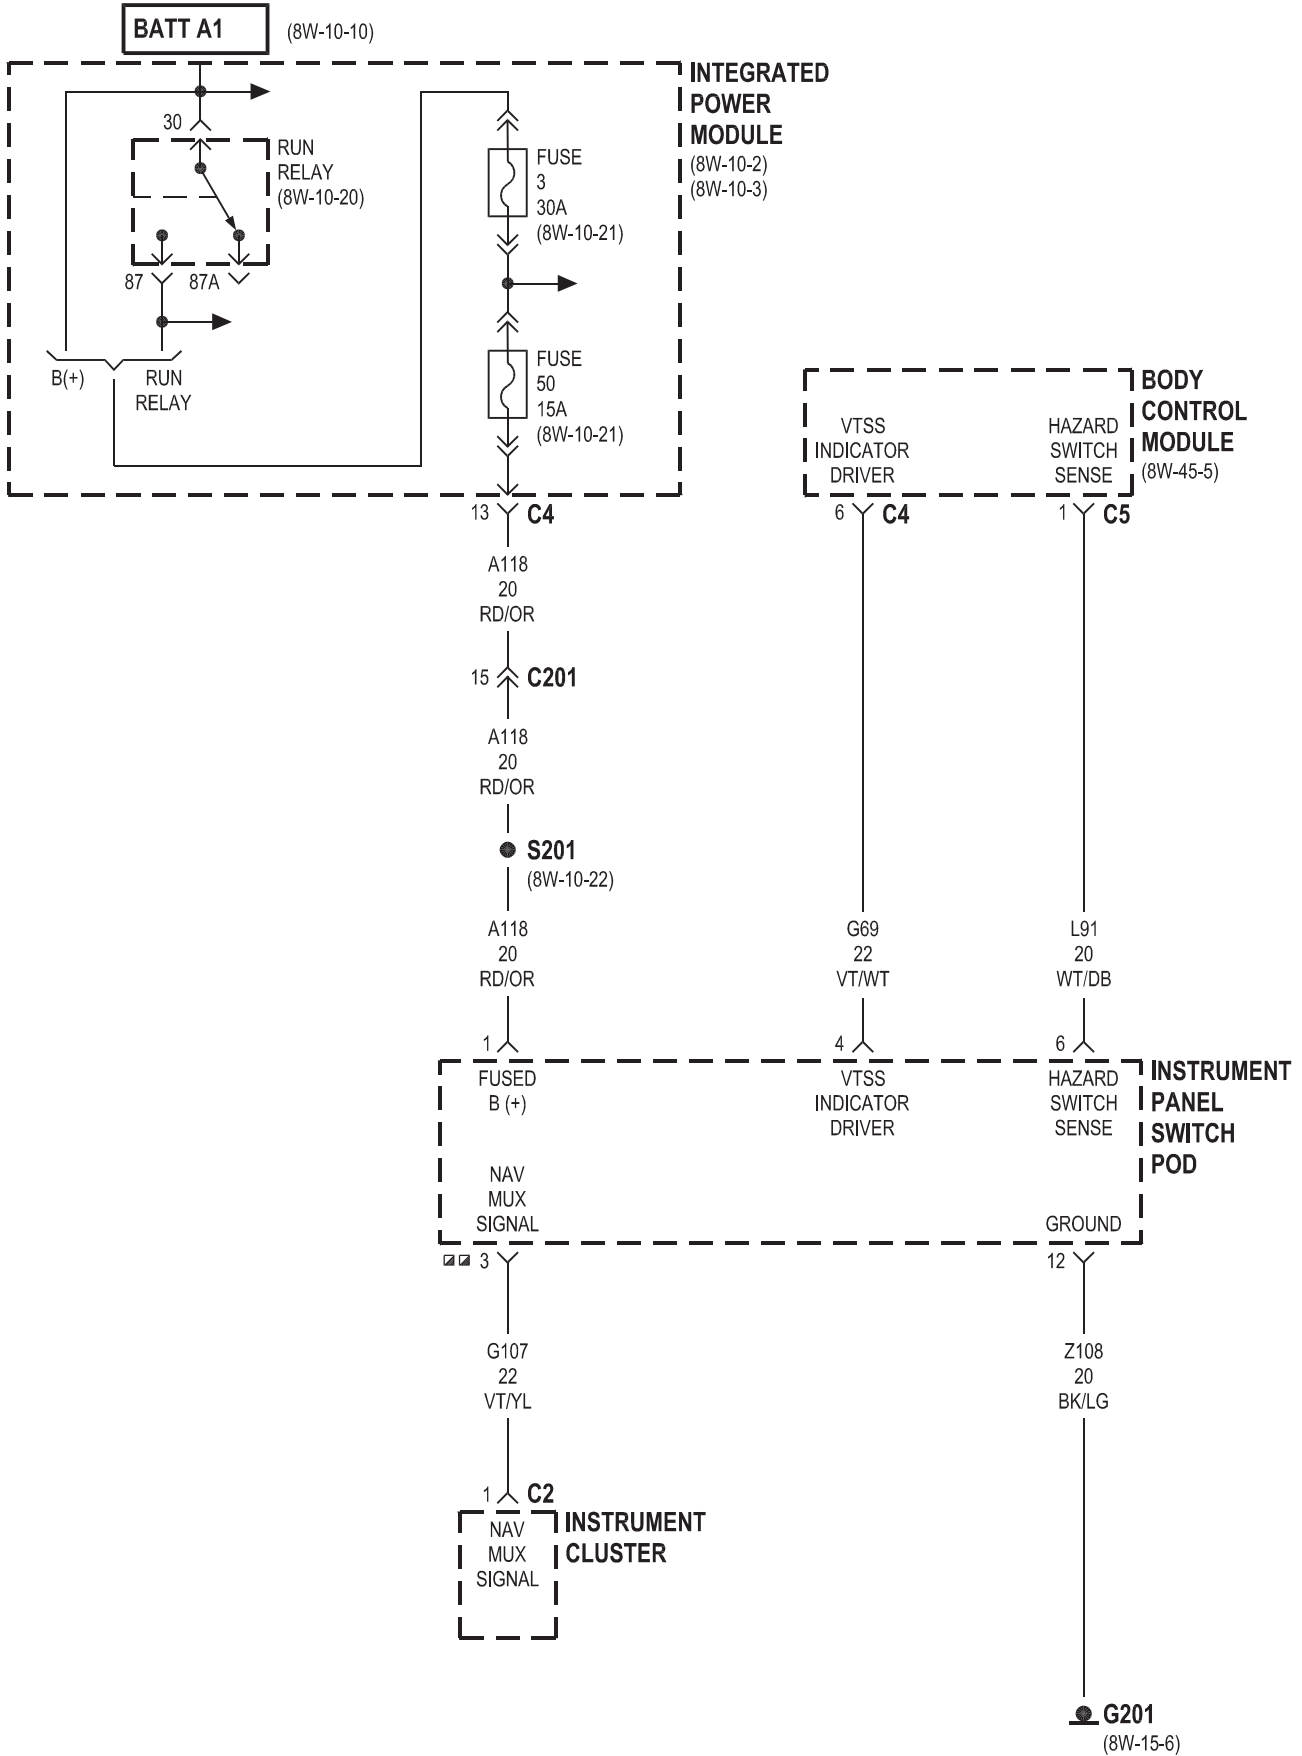 BATT A1
(8W-10-10)
INTEGRATED
POWER
MODULE
(8W-10-2)
(8W-10-3)
30
RUN
RELAY
(8W-10-20)
87
87A
B(+)
RUN
RELAY
FUSE
3
30A
(8W-10-21)
FUSE
50
15A
(8W-10-21)
BODY
CONTROL
MODULE
(8W-45-5)
VTSS
INDICATOR
DRIVER
HAZARD
SWITCH
SENSE
13
C4
6
C4
1
C5
A118
20
RD/OR
15
C201
A118
20
RD/OR
S201
(8W-10-22)
A118
20
RD/OR
G69
22
VT/WT
L91
20
WT/DB
1
4
6
INSTRUMENT
PANEL
SWITCH
POD
FUSED
B (+)
VTSS
INDICATOR
DRIVER
HAZARD
SWITCH
SENSE
NAV
MUX
SIGNAL
GROUND
3
12
G107
22
VT/YL
Z108
20
BK/LG
1
C2
INSTRUMENT
CLUSTER
NAV
MUX
SIGNAL
G201
(8W-15-6)